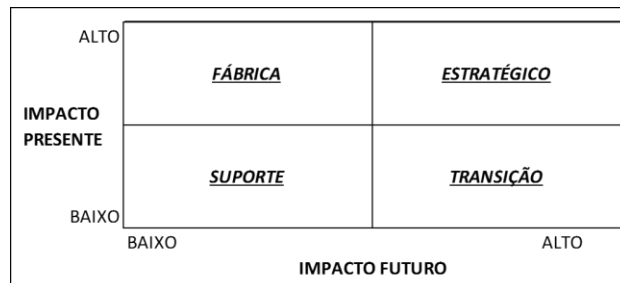 ALTO
FÁBRICA
ESTRATÉGICO
IMPACTO
PRESENTE
SUPORTE
TRANSIÇÃO
BAIXO
BAIXO
ALTO
IMPACTO FUTURO